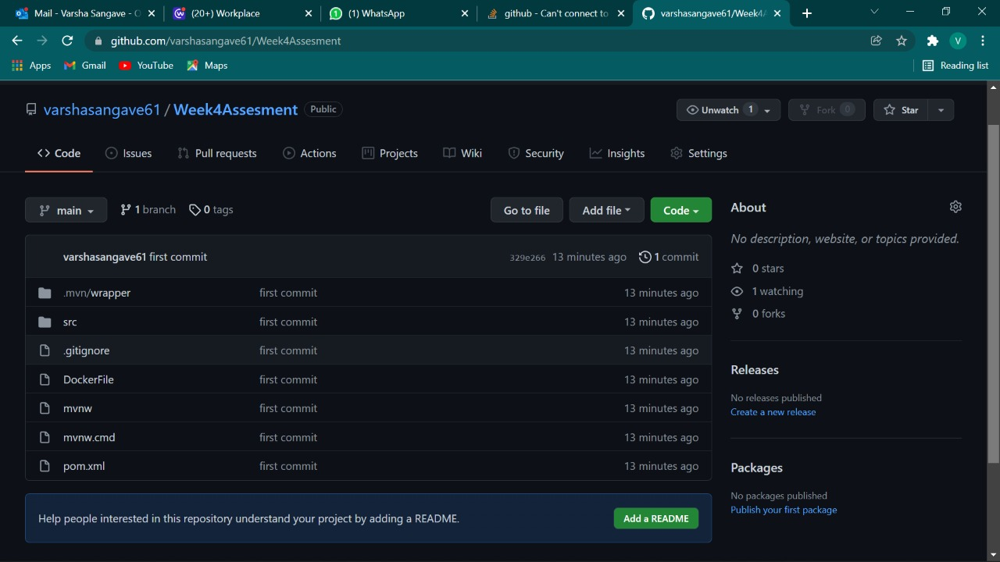 Mail - Varsha Sangave - O
(20+) Workplace
(1) WhatsApp
github - Can't connect to
varshasangave61/Week4A
github.com/varshasangave61/Week4Assesment
V
Apps
Gmail
YouTube
Maps
Reading list
varshasangave61 / Week4Assesment Public
Unwatch 1
Fork 0
Star
<> Code
Issues
Pull requests
Actions
Projects
Wiki
Security
Insights
Settings
main
1 branch
0 tags
Go to file
Add file
Code
varshasangave61 first commit
329e266 13 minutes ago
1 commit
.mvn/wrapper first commit 13 minutes ago
src first commit 13 minutes ago
.gitignore first commit 13 minutes ago
DockerFile first commit 13 minutes ago
mvnw first commit 13 minutes ago
mvnw.cmd first commit 13 minutes ago
pom.xml first commit 13 minutes ago
Help people interested in this repository understand your project by adding a README.
Add a README
About
No description, website, or topics provided.
0 stars
1 watching
0 forks
Releases
No releases published
Create a new release
Packages
No packages published
Publish your first package